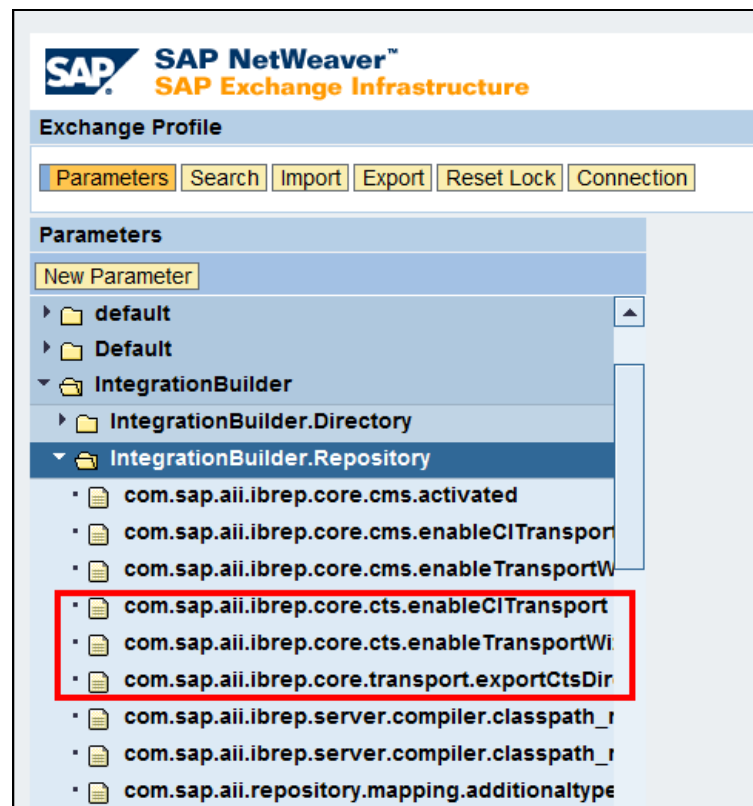 SAP
SAP NetWeaver™
SAP Exchange Infrastructure
Exchange Profile
Parameters Search Import Export Reset Lock Connection
Parameters
New Parameter
default
Default
IntegrationBuilder
IntegrationBuilder.Directory
IntegrationBuilder.Repository
com.sap.aii.ibrep.core.cms.activated
com.sap.aii.ibrep.core.cms.enableClTransport
com.sap.aii.ibrep.core.cms.enableTransportW
com.sap.aii.ibrep.core.cts.enableClTransport
com.sap.aii.ibrep.core.cts.enableTransportWi
com.sap.aii.ibrep.core.transport.exportCtsDir
com.sap.aii.ibrep.server.compiler.classpath_r
com.sap.aii.ibrep.server.compiler.classpath_r
com.sap.aii.repository.mapping.additionaltype